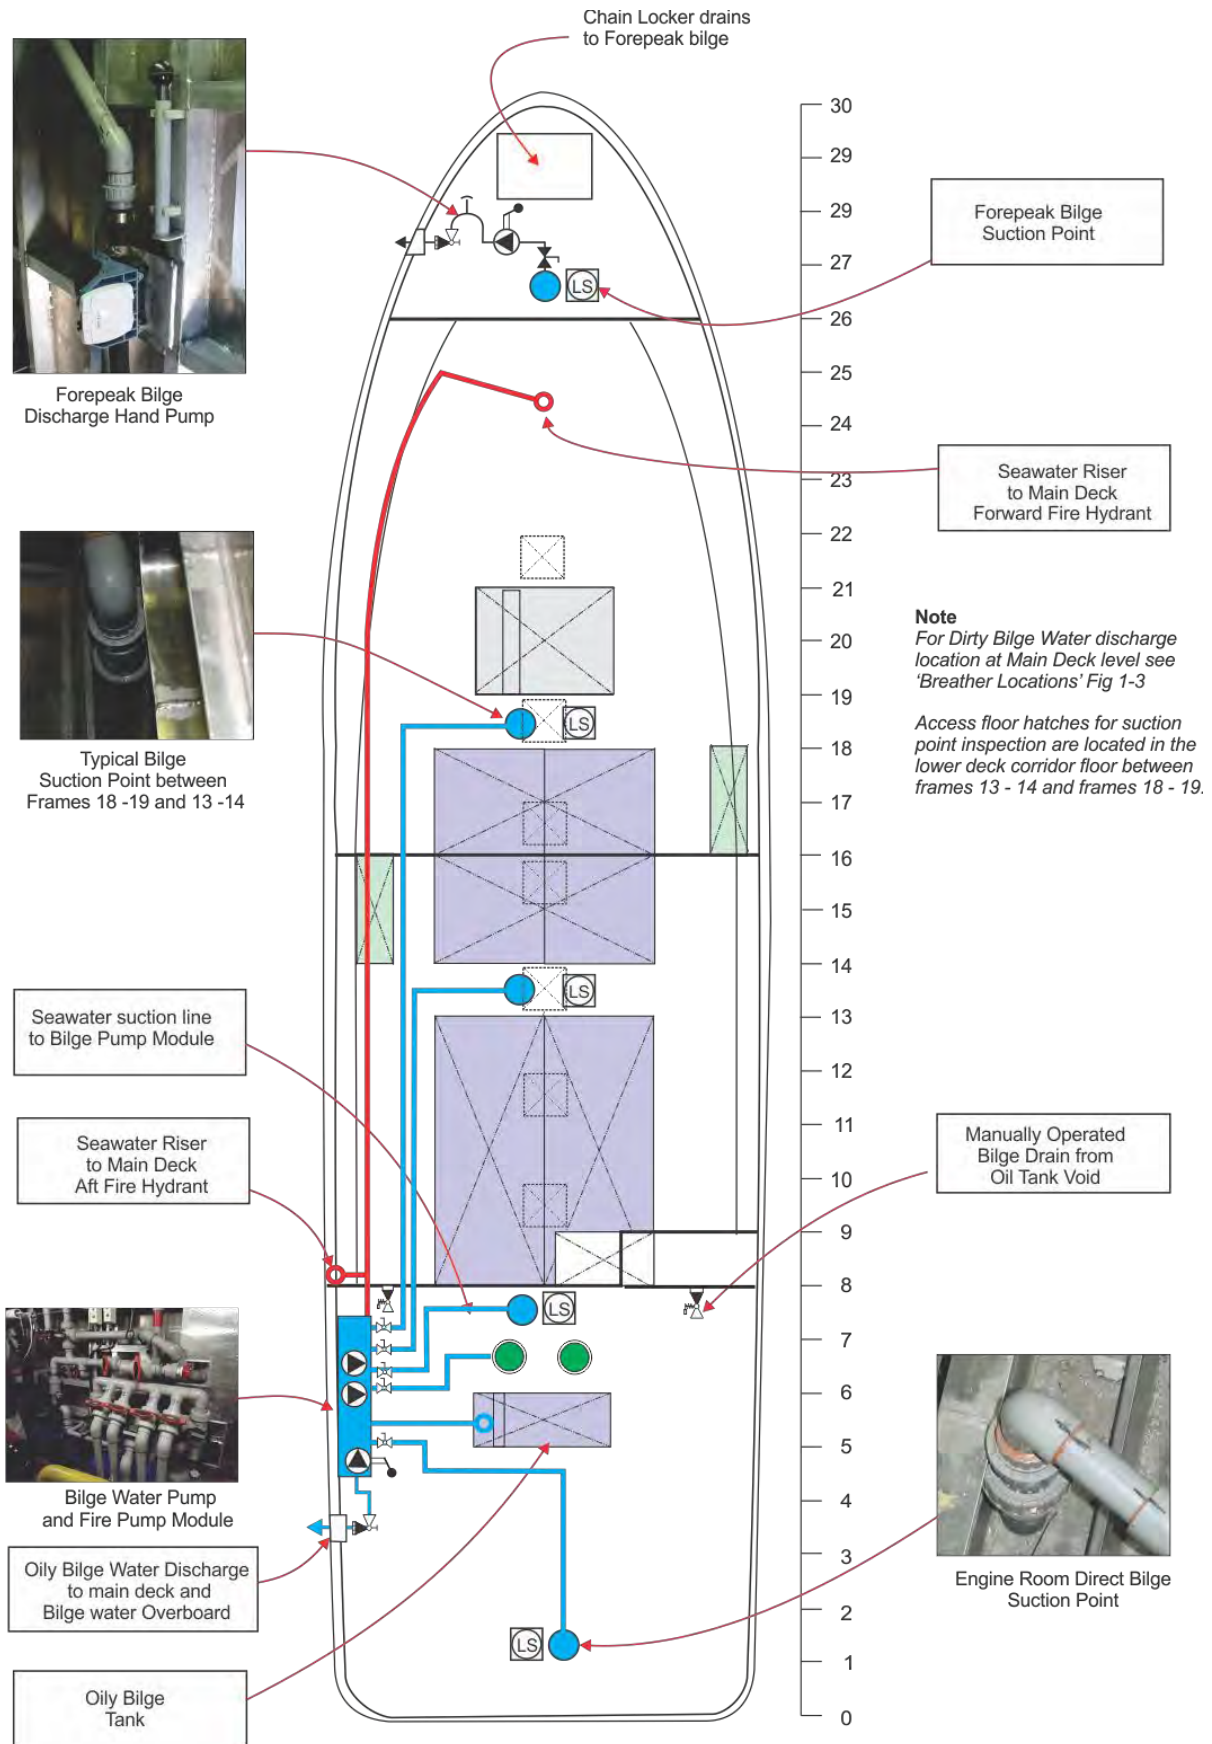 Chain Locker drains
to Forepeak bilge
Forepeak Bilge
Discharge Hand Pump
Forepeak Bilge
Suction Point
LS
Seawater Riser
to Main Deck
Forward Fire Hydrant
Typical Bilge
Suction Point between
Frames 18 -19 and 13 -14
LS
Note
For Dirty Bilge Water discharge
location at Main Deck level see
‘Breather Locations’ Fig 1-3
Access floor hatches for suction
point inspection are located in the
lower deck corridor floor between
frames 13 - 14 and frames 18 - 19.
LS
Seawater suction line
to Bilge Pump Module
Seawater Riser
to Main Deck
Aft Fire Hydrant
Manually Operated
Bilge Drain from
Oil Tank Void
LS
Bilge Water Pump
and Fire Pump Module
Oily Bilge Water Discharge
to main deck and
Bilge water Overboard
Engine Room Direct Bilge
Suction Point
LS
Oily Bilge
Tank
30
29
29
27
26
25
24
23
22
21
20
19
18
17
16
15
14
13
12
11
10
9
8
7
6
5
4
3
2
1
0